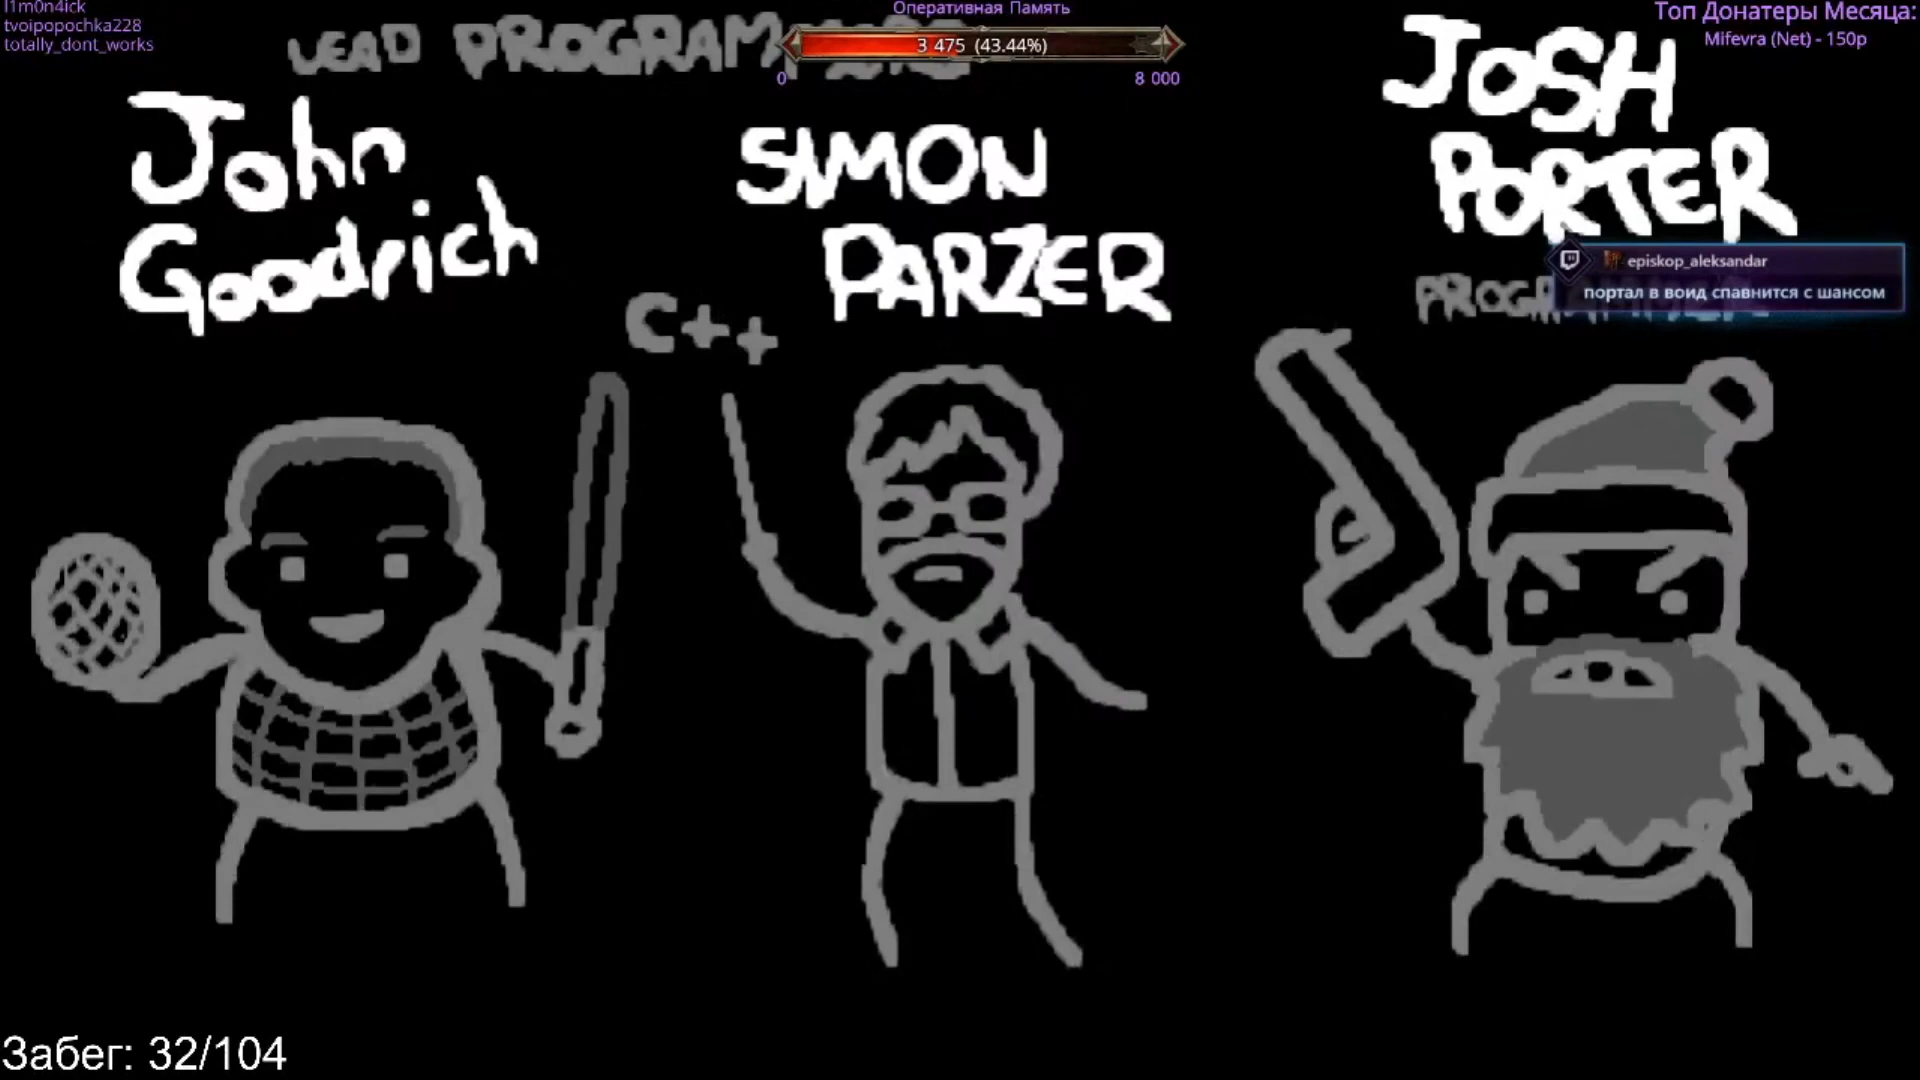 l1m0n4ick
tvoipopochka228
totally_dont_works
Оперативная Память
3 475 (43.44%)
0
8 000
Топ Донатеры Месяца:
Mifevra (Net) - 150р
LEAD
John
Goodrich
C++
SIMON
PARZER
JOSH
PORTER
episkop_aleksandar
портал в воид спавнится с шансом
Забег: 32/104